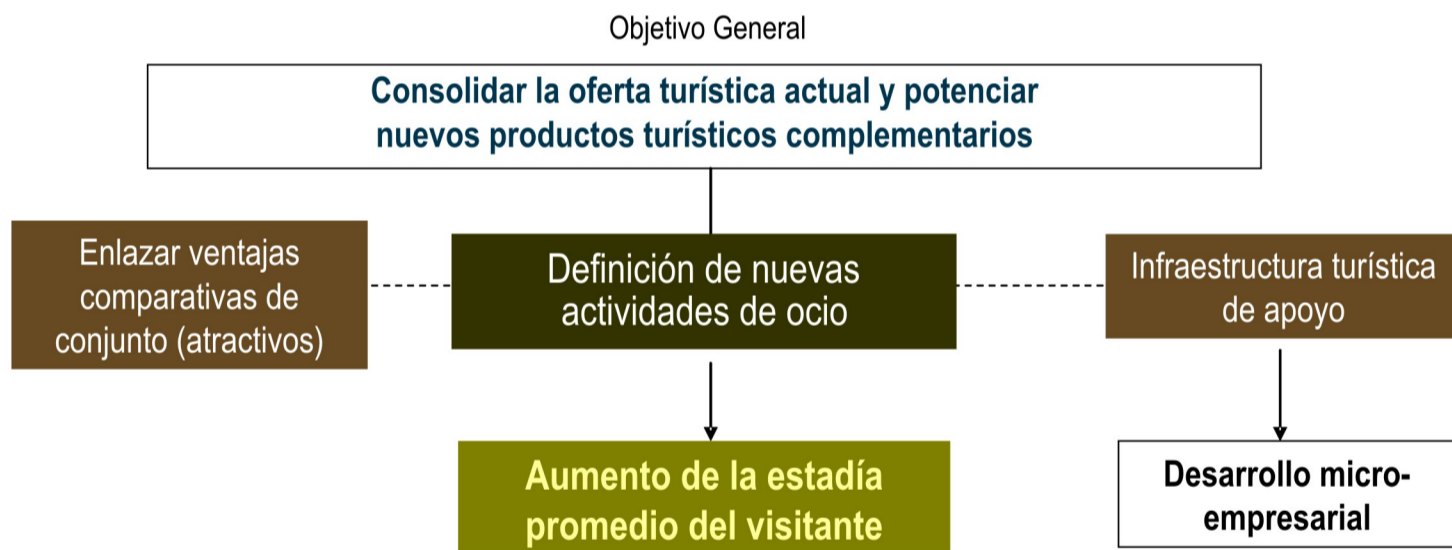 Objetivo General
Consolidar la oferta turística actual y potenciar
nuevos productos turísticos complementarios
Enlazar ventajas
comparativas de
conjunto (atractivos)
Definición de nuevas
actividades de ocio
Infraestructura turística
de apoyo
Aumento de la estadía
promedio del visitante
Desarrollo micro-
empresarial